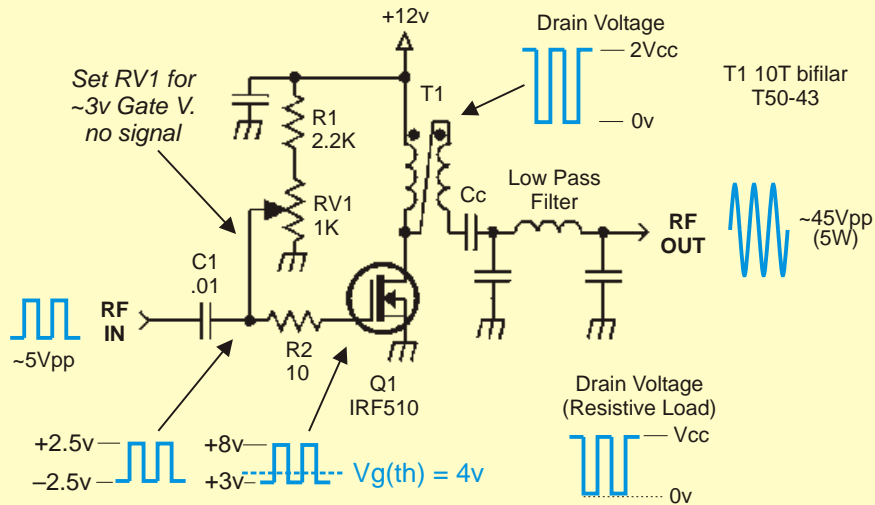 +12v
Drain Voltage
2Vcc
0v
T1 10T bifilar
T50-43
Set RV1 for
~3v Gate V.
no signal
R1
2.2K
T1
RV1
1K
Cc
Low Pass
Filter
RF
OUT
~45Vpp
(5W)
C1
.01
RF
IN
~5Vpp
R2
10
Q1
IRF510
Drain Voltage
(Resistive Load)
Vcc
0v
+2.5v
–2.5v
+8v
+3v
Vg(th) = 4v